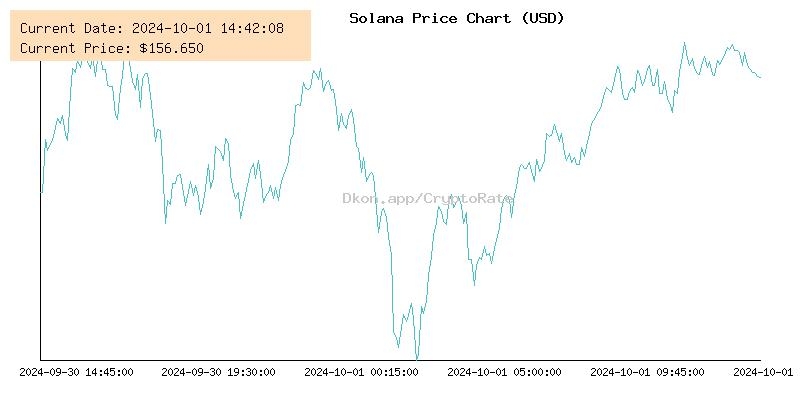 Solana Price Chart (USD)
Current Date: 2024-10-01 14:42:08
Current Price: $156.650
Dkon.app/CryptoRate
2024-09-30 14:45:00 2024-09-30 19:30:00 2024-10-01 00:15:00 2024-10-01 05:00:00 2024-10-01 09:45:00 2024-10-01